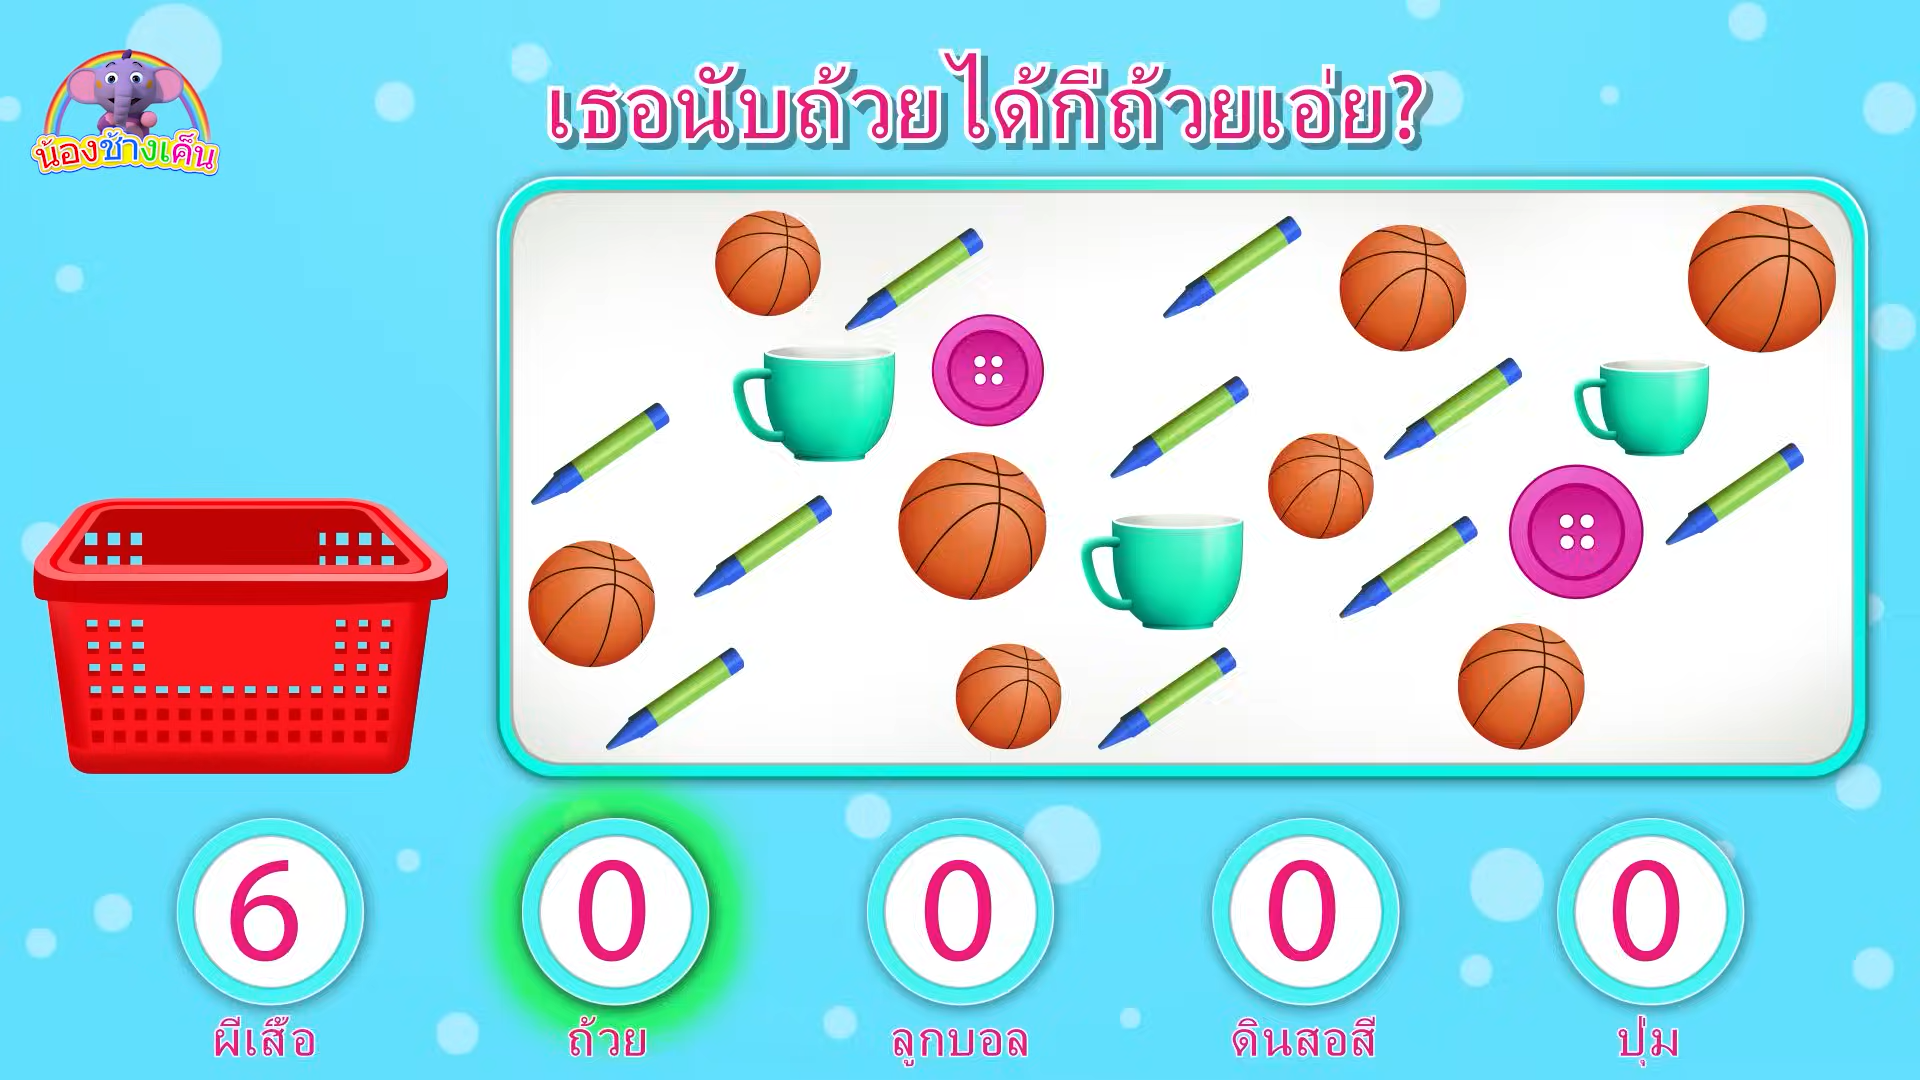 น้องช้างเค็น
เธอนับถ้วยได้กี่ถ้วยเอ่ย?
6 0 0 0 0
ผีเสื้อ ถ้วย ลูกบอล ดินสอสี ปุ่ม